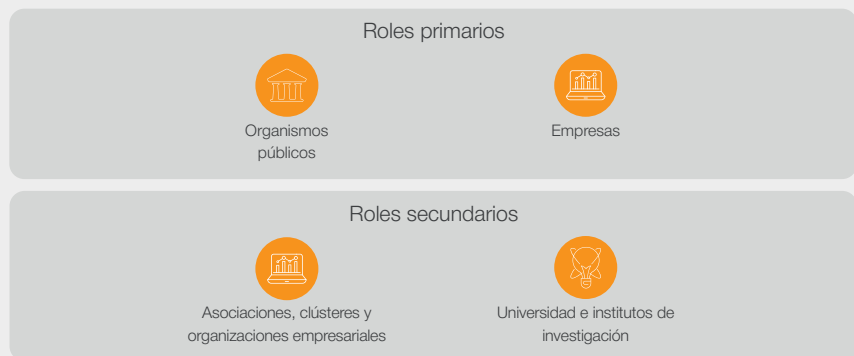 Roles primarios
Organismos
públicos
Empresas
Roles secundarios
Asociaciones, clústeres y
organizaciones empresariales
Universidad e institutos de
investigación